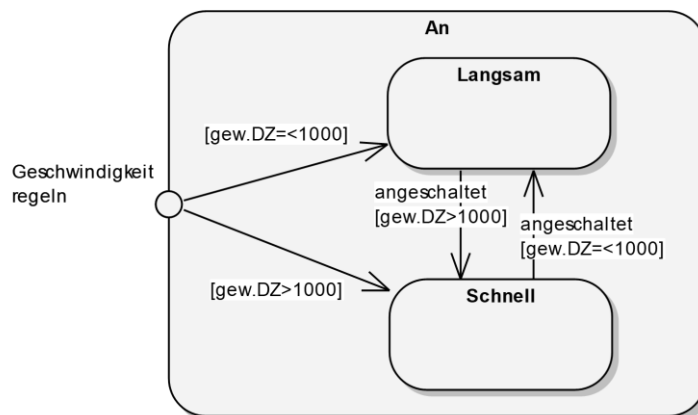 An
Langsam
[gew.DZ=<1000]
Geschwindigkeit
regeln
angeschaltet
[gew.DZ>1000]
angeschaltet
[gew.DZ=<1000]
[gew.DZ>1000]
Schnell